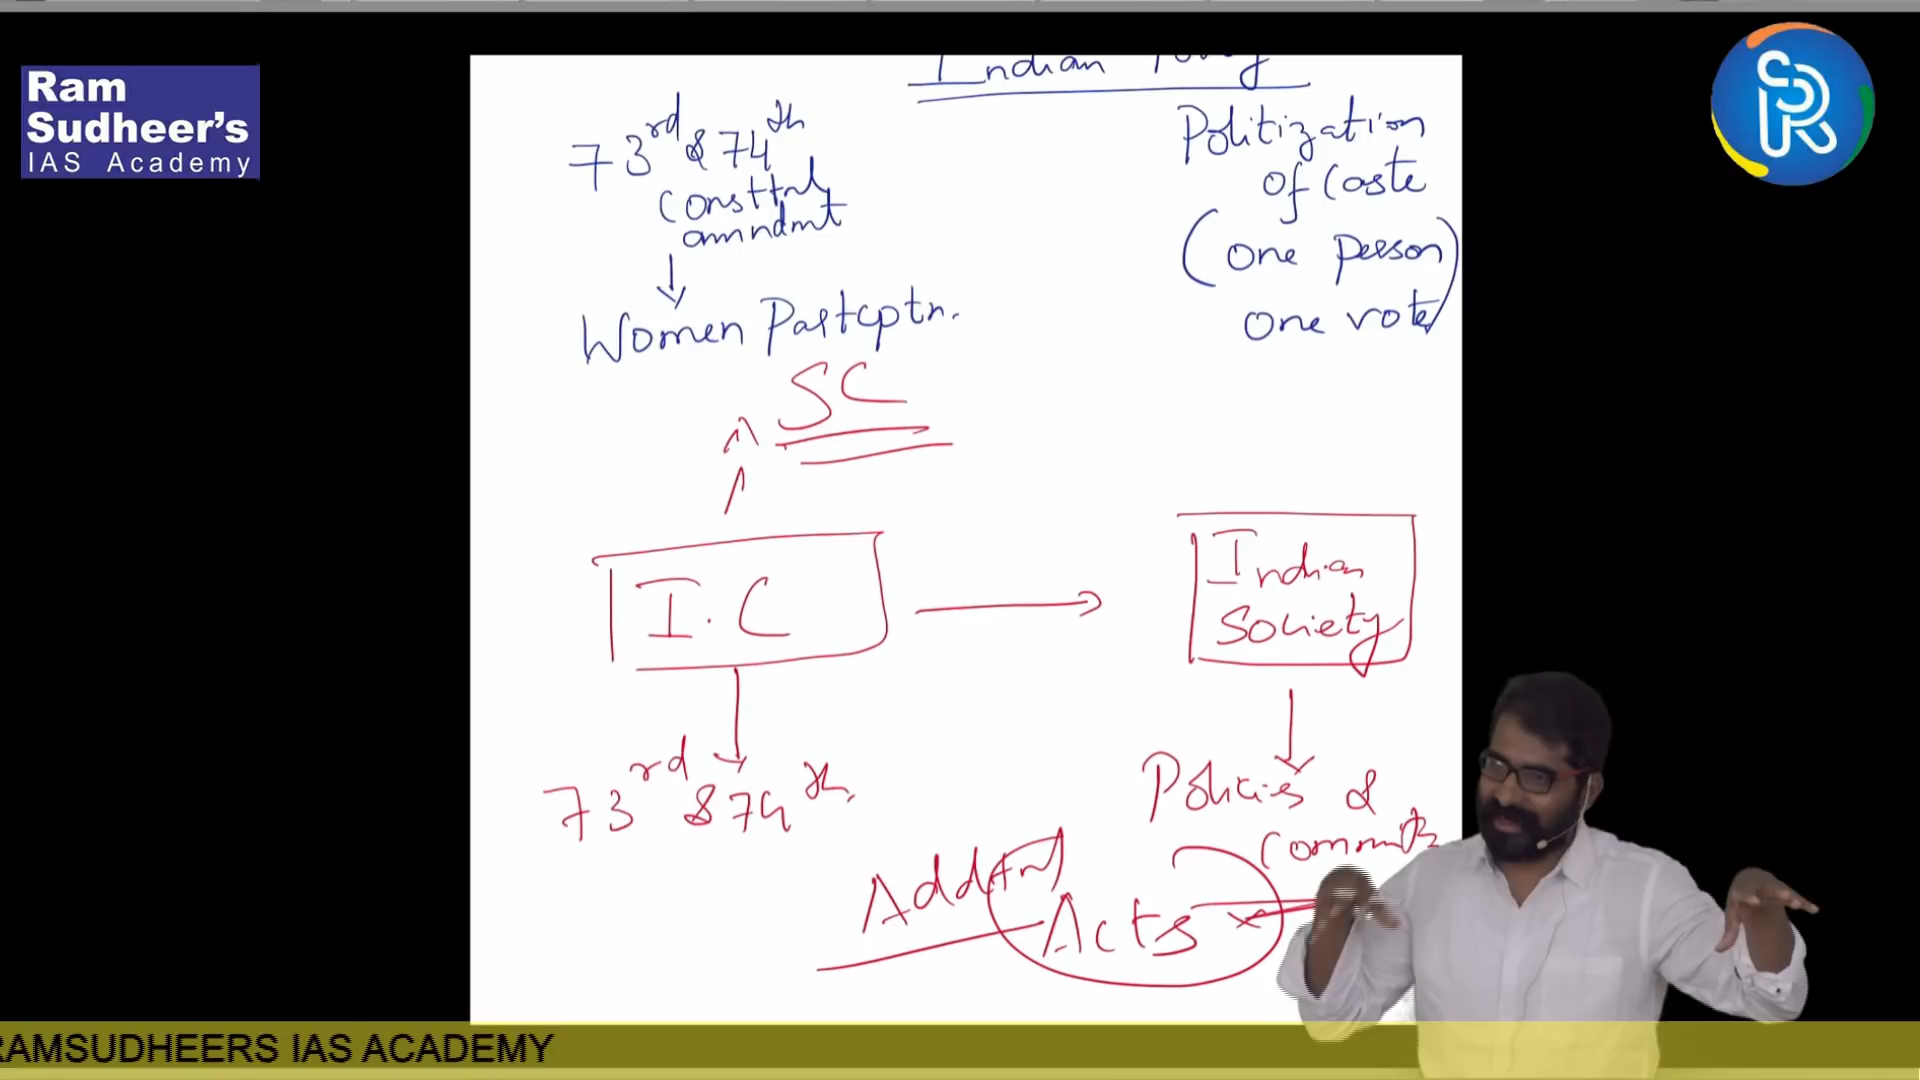 Ram
Sudheer's
IAS Academy
Indian Polity
73rd & 74th
Consttnl
amndmt
Women Partcptn.
Politization
of Caste
(one person
one vote)
SC
I.C
Indian
Society
73rd & 74th
Policies &
Addtnl
Acts
RAMSUDHEERS IAS ACADEMY